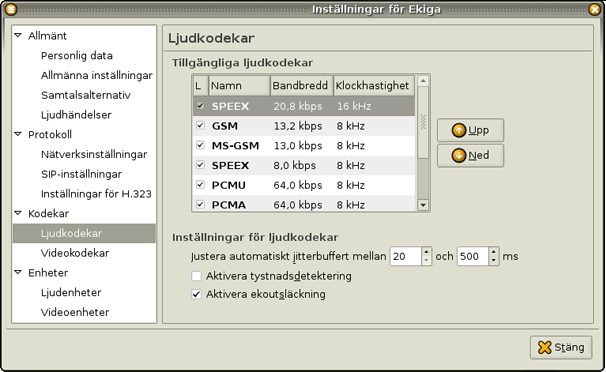 Inställningar för Ekiga
Allmänt
Personlig data
Allmänna inställningar
Samtalsalternativ
Ljudhändelser
Protokoll
Nätverksinställningar
SIP-inställningar
Inställningar för H.323
Kodekar
Ljudkodekar
Videokodekar
Enheter
Ljudenheter
Videoenheter
Ljudkodekar
Tillgängliga ljudkodekar
L Namn Bandbredd Klockhastighet
SPEEX 20,8 kbps 16 kHz
GSM 13,2 kbps 8 kHz
MS-GSM 13,0 kbps 8 kHz
SPEEX 8,0 kbps 8 kHz
PCMU 64,0 kbps 8 kHz
PCMA 64,0 kbps 8 kHz
Upp
Ned
Inställningar för ljudkodekar
Justera automatiskt jitterbuffert mellan 20 och 500 ms
Aktivera tystnadsdetektering
Aktivera ekoutsläckning
Stäng